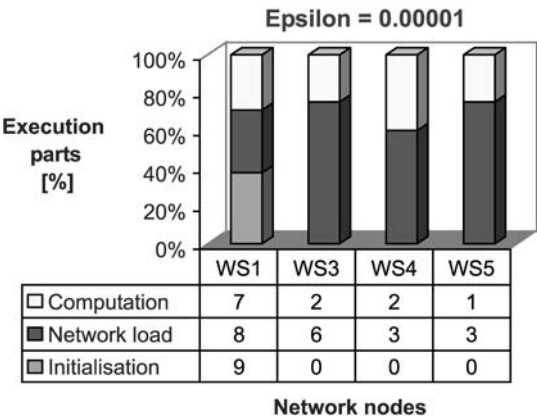 Epsilon = 0.00001
100%
80%
60%
40%
20%
0%
Execution
parts
[%]
WS1 WS3 WS4 WS5
Computation 7 2 2 1
Network load 8 6 3 3
Initialisation 9 0 0 0
Network nodes